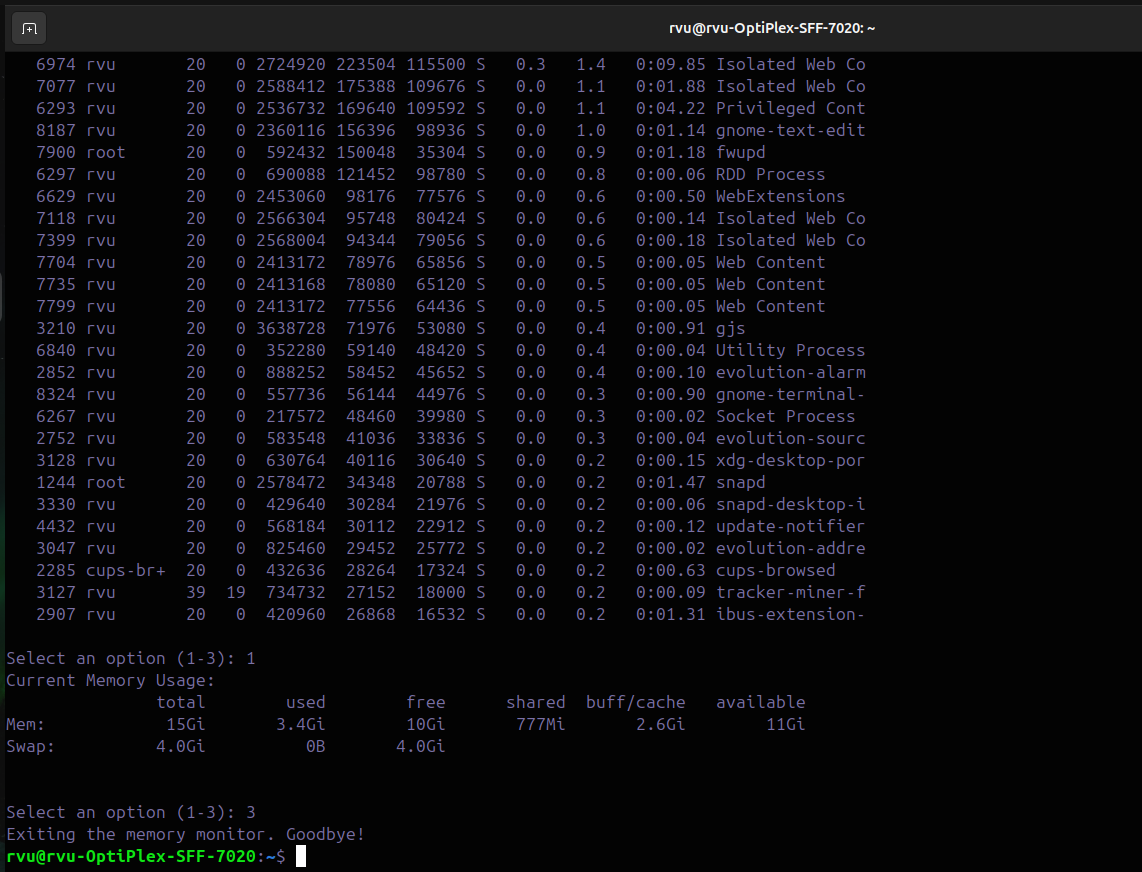 rvu@rvu-OptiPlex-SFF-7020: ~
6974 rvu 20 0 2724920 223504 115500 S 0.3 1.4 0:09.85 Isolated Web Co
7077 rvu 20 0 2588412 175388 109676 S 0.0 1.1 0:01.88 Isolated Web Co
6293 rvu 20 0 2536732 169640 109592 S 0.0 1.1 0:04.22 Privileged Cont
8187 rvu 20 0 2360116 156396 98936 S 0.0 1.0 0:01.14 gnome-text-edit
7900 root 20 0 592432 150048 35304 S 0.0 0.9 0:01.18 fwupd
6297 rvu 20 0 690088 121452 98780 S 0.0 0.8 0:00.06 RDD Process
6629 rvu 20 0 2453060 98176 77576 S 0.0 0.6 0:00.50 WebExtensions
7118 rvu 20 0 2566304 95748 80424 S 0.0 0.6 0:00.14 Isolated Web Co
7399 rvu 20 0 2568004 94344 79056 S 0.0 0.6 0:00.18 Isolated Web Co
7704 rvu 20 0 2413172 78976 65856 S 0.0 0.5 0:00.05 Web Content
7735 rvu 20 0 2413168 78080 65120 S 0.0 0.5 0:00.05 Web Content
7799 rvu 20 0 2413172 77556 64436 S 0.0 0.5 0:00.05 Web Content
3210 rvu 20 0 3638728 71976 53080 S 0.0 0.4 0:00.91 gjs
6840 rvu 20 0 352280 59140 48420 S 0.0 0.4 0:00.04 Utility Process
2852 rvu 20 0 888252 58452 45652 S 0.0 0.4 0:00.10 evolution-alarm
8324 rvu 20 0 557736 56144 44976 S 0.0 0.3 0:00.90 gnome-terminal-
6267 rvu 20 0 217572 48460 39980 S 0.0 0.3 0:00.02 Socket Process
2752 rvu 20 0 583548 41036 33836 S 0.0 0.3 0:00.04 evolution-sourc
3128 rvu 20 0 630764 40116 30640 S 0.0 0.2 0:00.15 xdg-desktop-por
1244 root 20 0 2578472 34348 20788 S 0.0 0.2 0:01.47 snapd
3330 rvu 20 0 429640 30284 21976 S 0.0 0.2 0:00.06 snapd-desktop-i
4432 rvu 20 0 568184 30112 22912 S 0.0 0.2 0:00.12 update-notifier
3047 rvu 20 0 825460 29452 25772 S 0.0 0.2 0:00.02 evolution-addre
2285 cups-br+ 20 0 432636 28264 17324 S 0.0 0.2 0:00.63 cups-browsed
3127 rvu 39 19 734732 27152 18000 S 0.0 0.2 0:00.09 tracker-miner-f
2907 rvu 20 0 420960 26868 16532 S 0.0 0.2 0:01.31 ibus-extension-
Select an option (1-3): 1
Current Memory Usage:
total used free shared buff/cache available
Mem: 15Gi 3.4Gi 10Gi 777Mi 2.6Gi 11Gi
Swap: 4.0Gi 0B 4.0Gi
Select an option (1-3): 3
Exiting the memory monitor. Goodbye!
rvu@rvu-OptiPlex-SFF-7020:~$